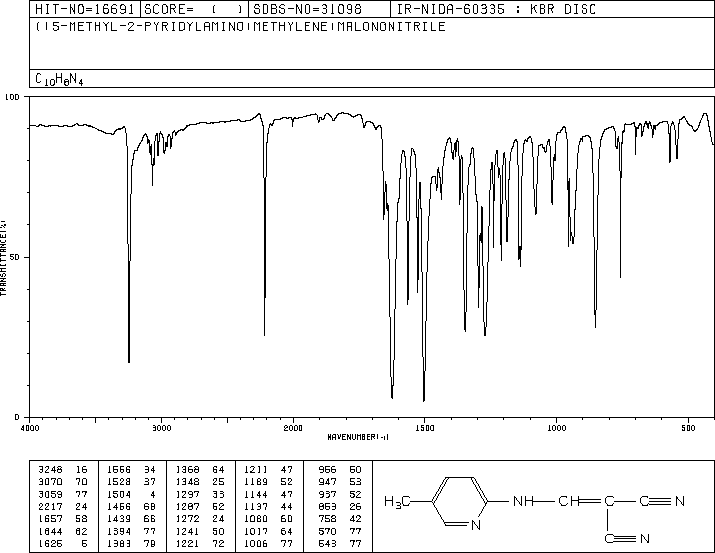 HIT-NO=16691 SCORE= ( ) SDBS-NO=31098 IR-NIDA-60335 : KBR DISC
((5-METHYL-2-PYRIDYLAMINO)METHYLENE)MALONONITRILE
C10H8N4
100
50
0
TRANSMITTANCE(%)
4000 3000 2000 1500 1000 500
WAVENUMBER(-1)
3248 16 1566 34 1368 64 1211 47 956 50
3070 70 1528 37 1348 25 1189 52 947 53
3059 77 1504 4 1297 33 1144 47 937 52
2217 24 1456 68 1287 52 1137 44 853 26
1657 58 1439 66 1272 24 1080 60 758 42
1644 62 1394 77 1241 50 1017 64 570 77
1625 5 1383 79 1221 72 1006 77 543 77
H3C N NH CH C C N
C N